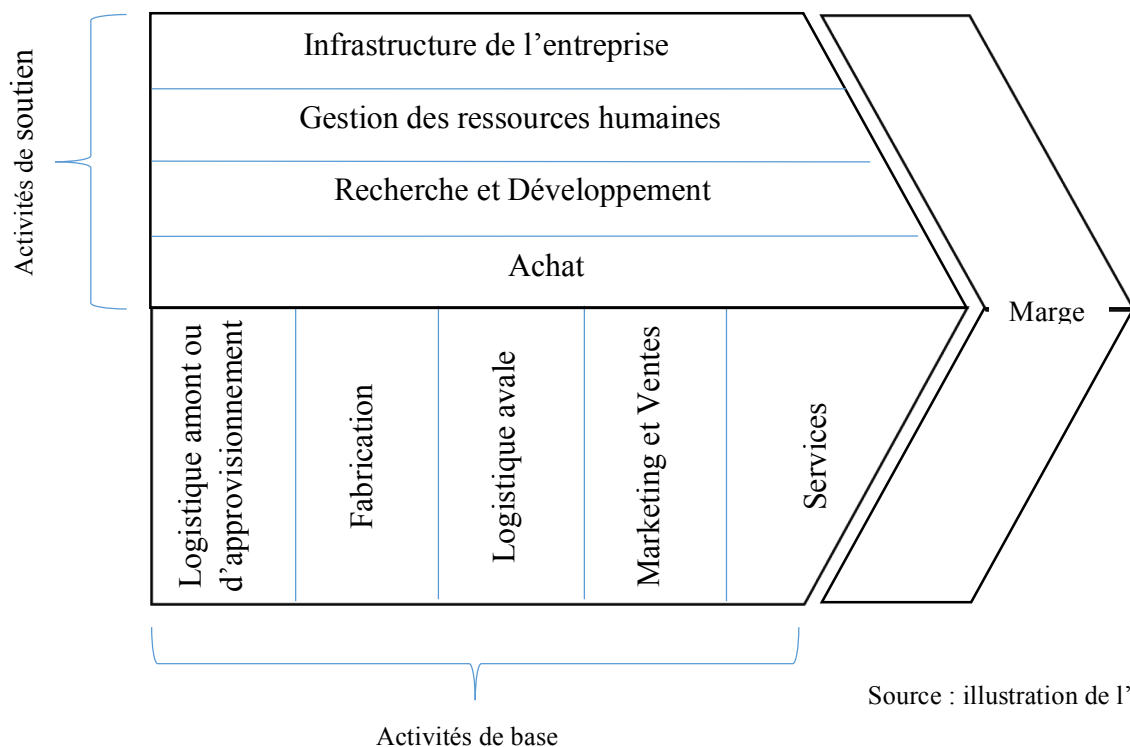 Infrastructure de l’entreprise
Gestion des ressources humaines
Recherche et Développement
Achat
Activités de soutien
Marge
Logistique amont ou
d’approvisionnement
Fabrication
Logistique avale
Marketing et Ventes
Services
Source : illustration de l’
Activités de base